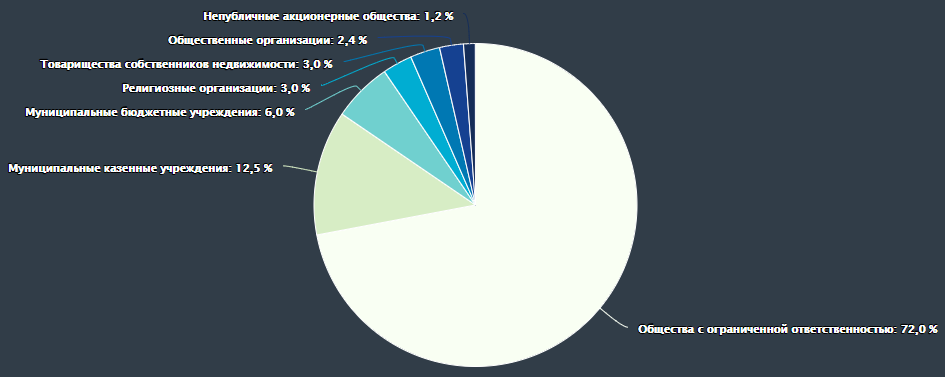 Непубличные акционерные общества: 1,2 %
Общественные организации: 2,4 %
Товарищества собственников недвижимости: 3,0 %
Религиозные организации: 3,0 %
Муниципальные бюджетные учреждения: 6,0 %
Муниципальные казенные учреждения: 12,5 %
Общества с ограниченной ответственностью: 72,0 %